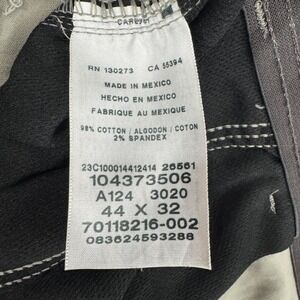 RN 130273 CA 55394
MADE IN MEXICO
HECHO EN MEXICO
FABRIQUE AU MEXIQUE
98% COTTON / ALGODON / COTON
2% SPANDEX
23C100014412414 26561
104373506
A124 3020
44 X 32
70118216-002
083624593288